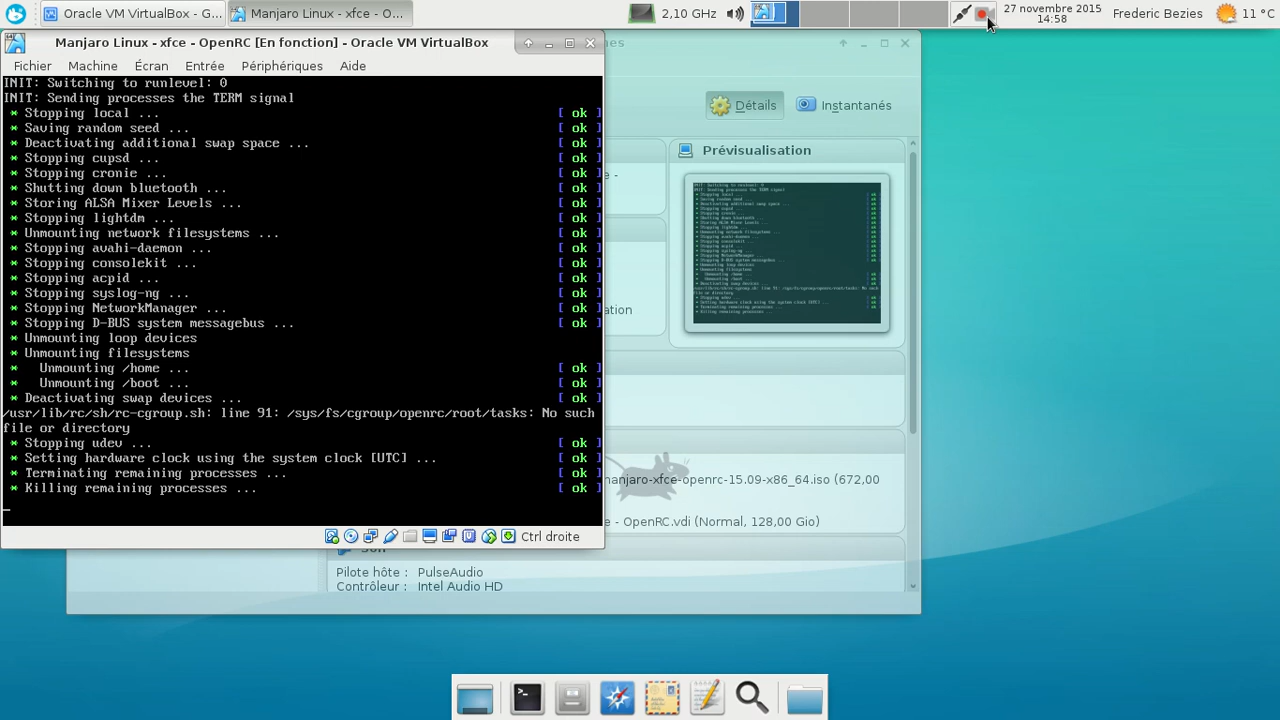 Oracle VM VirtualBox - G...
Manjaro Linux - xfce - O...
2,10 GHz
27 novembre 2015
14:58
Frederic Bezies
11 °C
Manjaro Linux - xfce - OpenRC [En fonction] - Oracle VM VirtualBox
Fichier Machine Écran Entrée Périphériques Aide
INIT: Switching to runlevel: 0
INIT: Sending processes the TERM signal
* Stopping local ... [ ok ]
* Saving random seed ... [ ok ]
* Deactivating additional swap space ... [ ok ]
* Stopping cupsd ... [ ok ]
* Stopping cronie ... [ ok ]
* Shutting down bluetooth ... [ ok ]
* Storing ALSA Mixer Levels ... [ ok ]
* Stopping lightdm ... [ ok ]
* Unmounting network filesystems ... [ ok ]
* Stopping avahi-daemon ... [ ok ]
* Stopping consolekit ... [ ok ]
* Stopping acpid ... [ ok ]
* Stopping syslog-ng ... [ ok ]
* Stopping NetworkManager ... [ ok ]
* Stopping D-BUS system messagebus ... [ ok ]
* Unmounting loop devices
* Unmounting filesystems
* Unmounting /home ... [ ok ]
* Unmounting /boot ... [ ok ]
* Deactivating swap devices ... [ ok ]
/usr/lib/rc/sh/rc-cgroup.sh: line 91: /sys/fs/cgroup/openrc/root/tasks: No such
file or directory
* Stopping udev ... [ ok ]
* Setting hardware clock using the system clock [UTC] ... [ ok ]
* Terminating remaining processes ... [ ok ]
* Killing remaining processes ... [ ok ]
Ctrl droite
Détails
Instantanés
Prévisualisation
manjaro-xfce-openrc-15.09-x86_64.iso (672,00
- OpenRC.vdi (Normal, 128,00 Gio)
Pilote hôte : PulseAudio
Contrôleur : Intel Audio HD